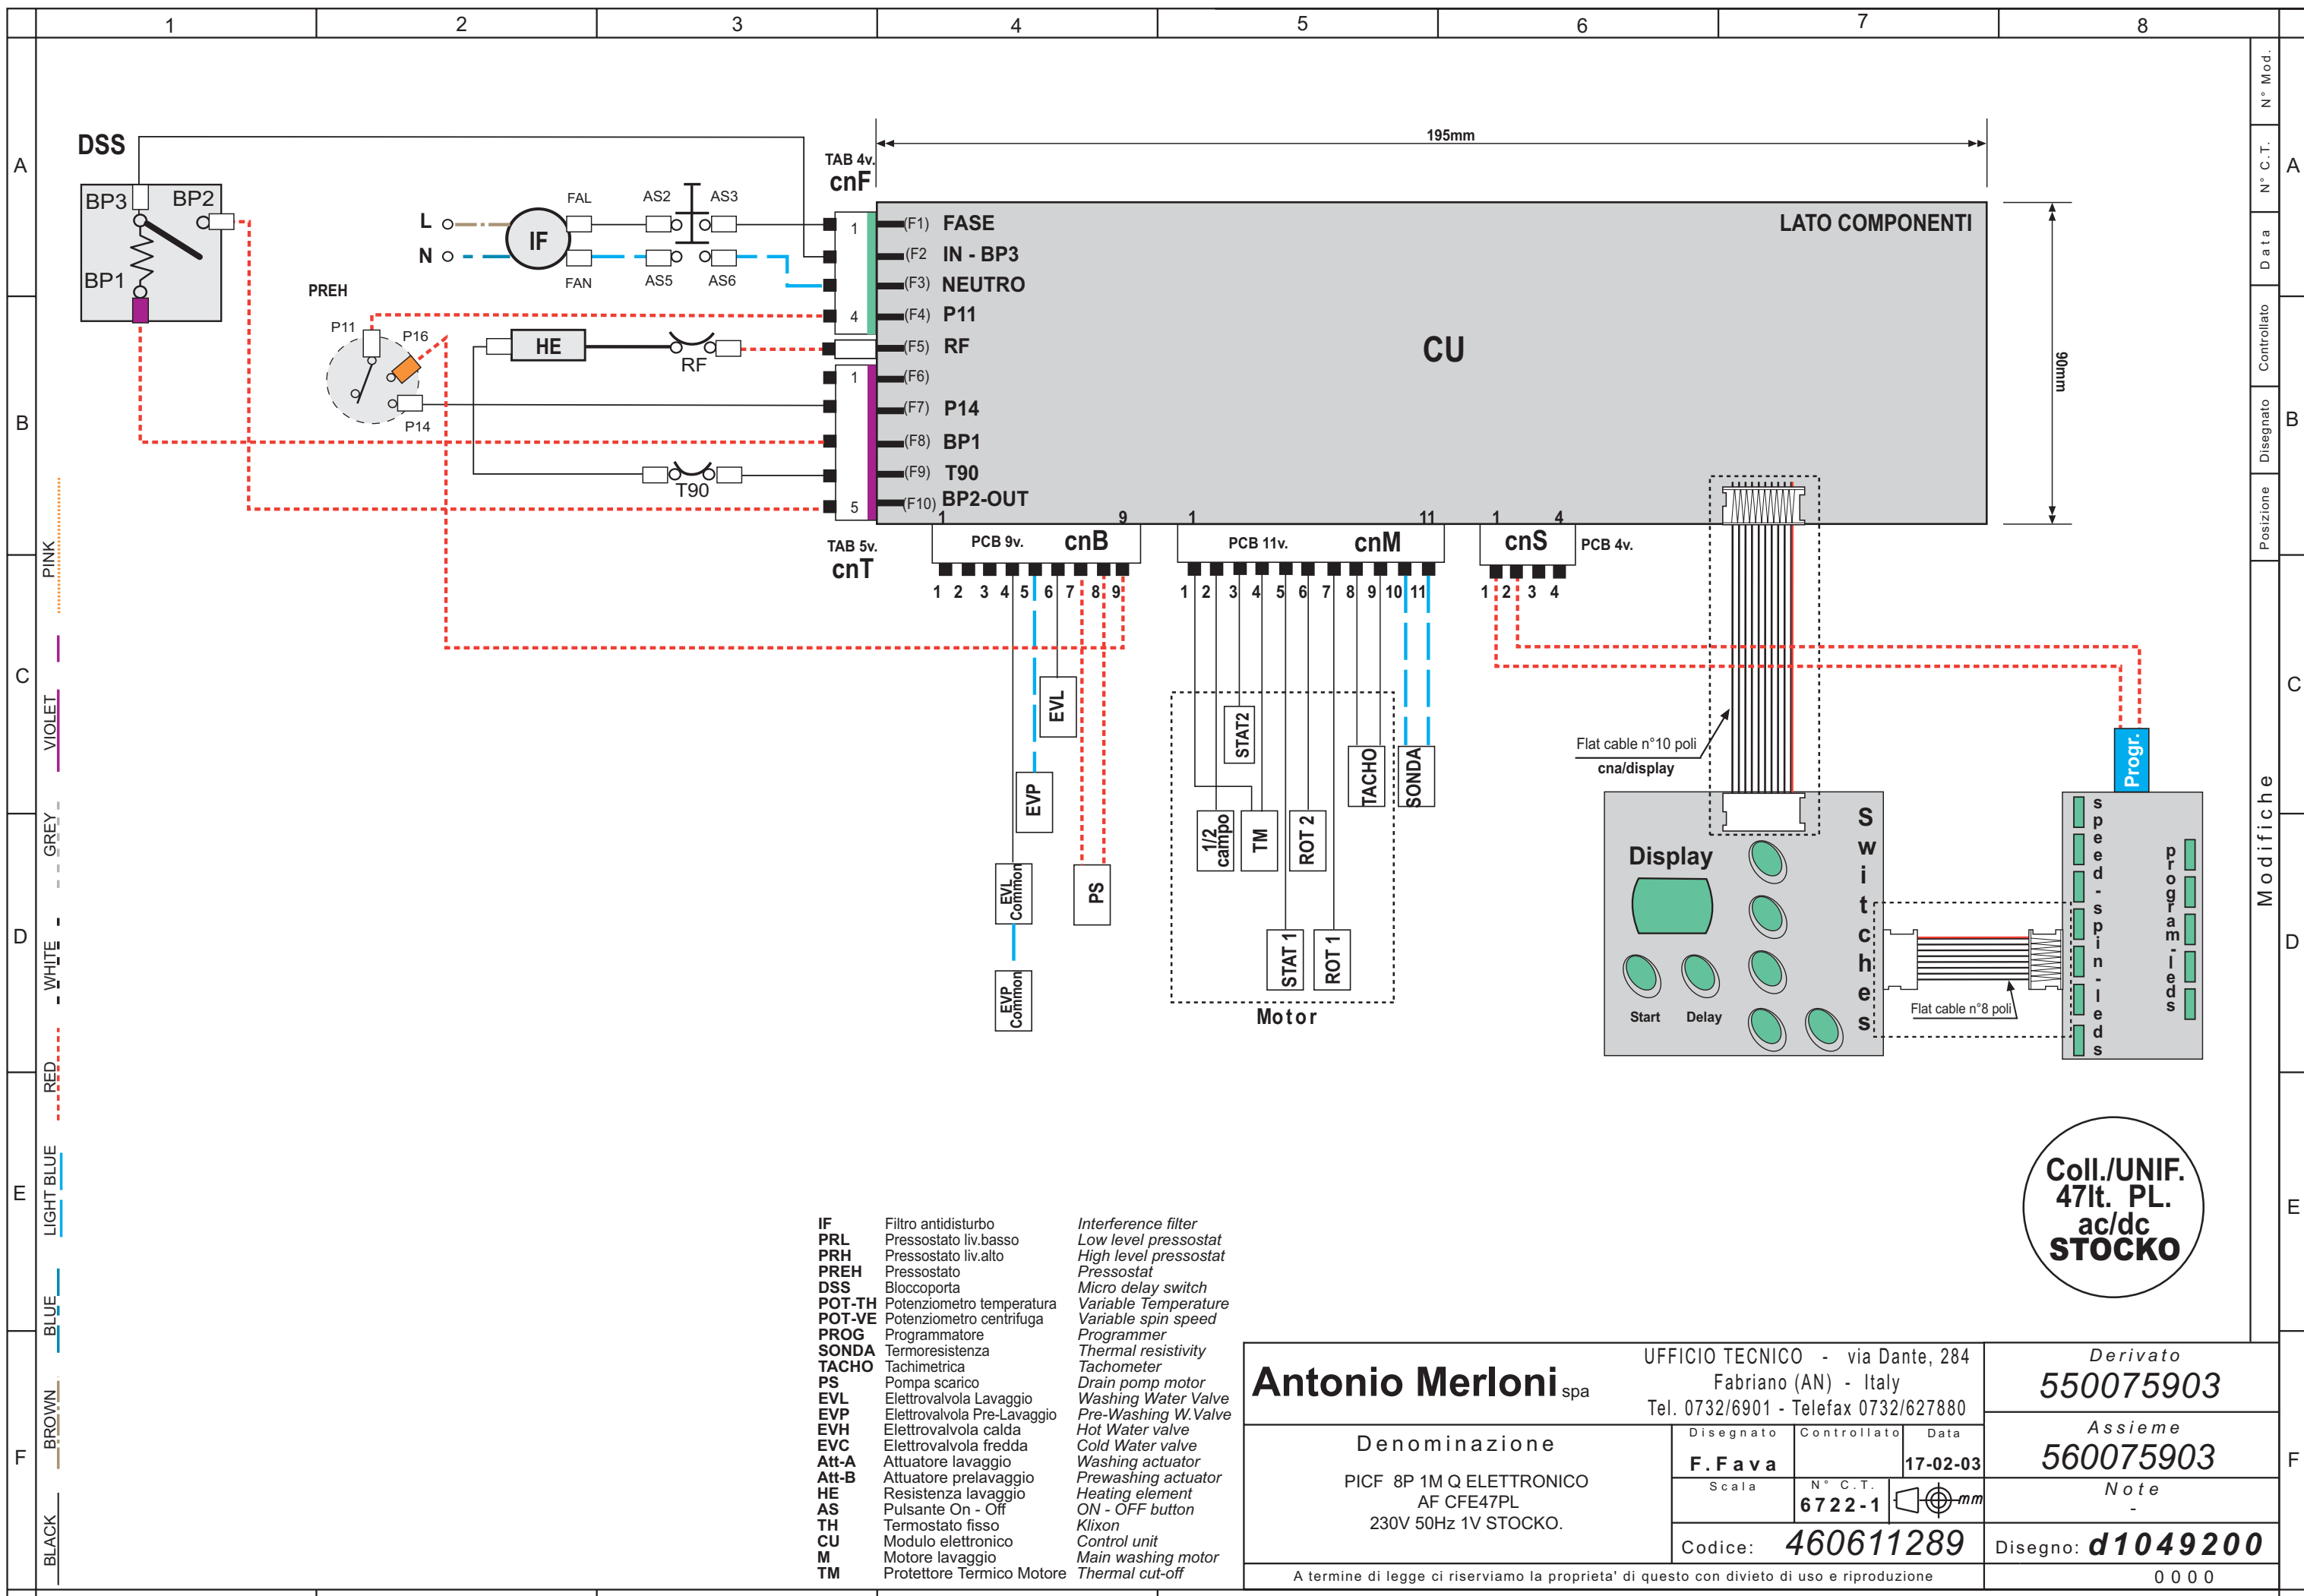 1 2 3 4 5 6 7 8
A
B
C
D
E
F
A
B
C
D
E
F
N° Mod.
N° C.T.
Data
Controllato
Disegnato
Posizione
Modifiche
PINK
VIOLET
GREY
WHITE
RED
LIGHT BLUE
BLUE
BROWN
BLACK
DSS
BP3
BP2
BP1
PREH
P11
P16
P14
L
N
IF
FAL
FAN
AS2
AS3
AS5
AS6
HE
RF
T90
TAB 4v.
cnF
1
4
1
5
TAB 5v.
cnT
195mm
90mm
LATO COMPONENTI
CU
(F1) FASE
(F2 IN - BP3
(F3) NEUTRO
(F4) P11
(F5) RF
(F6)
(F7) P14
(F8) BP1
(F9) T90
(F10) BP2-OUT
1 9
PCB 9v. cnB
1 2 3 4 5 6 7 8 9
1 11
PCB 11v. cnM
1 2 3 4 5 6 7 8 9 10 11
1 4
cnS PCB 4v.
1 2 3 4
EVL
EVP
EVL Common
EVP Common
PS
STAT2
1/2 campo
TM
ROT 2
TACHO
SONDA
STAT 1
ROT 1
Motor
Flat cable n°10 poli
cna/display
Display
Switches
Start
Delay
Flat cable n°8 poli
Progr.
speed-spin-leds
program-leds
Coll./UNIF.
47lt. PL.
ac/dc
STOCKO
IF Filtro antidisturbo Interference filter
PRL Pressostato liv.basso Low level pressostat
PRH Pressostato liv.alto High level pressostat
PREH Pressostato Pressostat
DSS Bloccoporta Micro delay switch
POT-TH Potenziometro temperatura Variable Temperature
POT-VE Potenziometro centrifuga Variable spin speed
PROG Programmatore Programmer
SONDA Termoresistenza Thermal resistivity
TACHO Tachimetrica Tachometer
PS Pompa scarico Drain pomp motor
EVL Elettrovalvola Lavaggio Washing Water Valve
EVP Elettrovalvola Pre-Lavaggio Pre-Washing W.Valve
EVH Elettrovalvola calda Hot Water valve
EVC Elettrovalvola fredda Cold Water valve
Att-A Attuatore lavaggio Washing actuator
Att-B Attuatore prelavaggio Prewashing actuator
HE Resistenza lavaggio Heating element
AS Pulsante On - Off ON - OFF button
TH Termostato fisso Klixon
CU Modulo elettronico Control unit
M Motore lavaggio Main washing motor
TM Protettore Termico Motore Thermal cut-off
Antonio Merloni spa
UFFICIO TECNICO - via Dante, 284
Fabriano (AN) - Italy
Tel. 0732/6901 - Telefax 0732/627880
Derivato
550075903
Assieme
560075903
Note
-
Denominazione
PICF 8P 1M Q ELETTRONICO
AF CFE47PL
230V 50Hz 1V STOCKO.
Disegnato Controllato Data
F.Fava 17-02-03
Scala N° C.T.
6722-1 mm
Codice: 460611289
Disegno: d1049200
A termine di legge ci riserviamo la proprieta' di questo con divieto di uso e riproduzione
0000